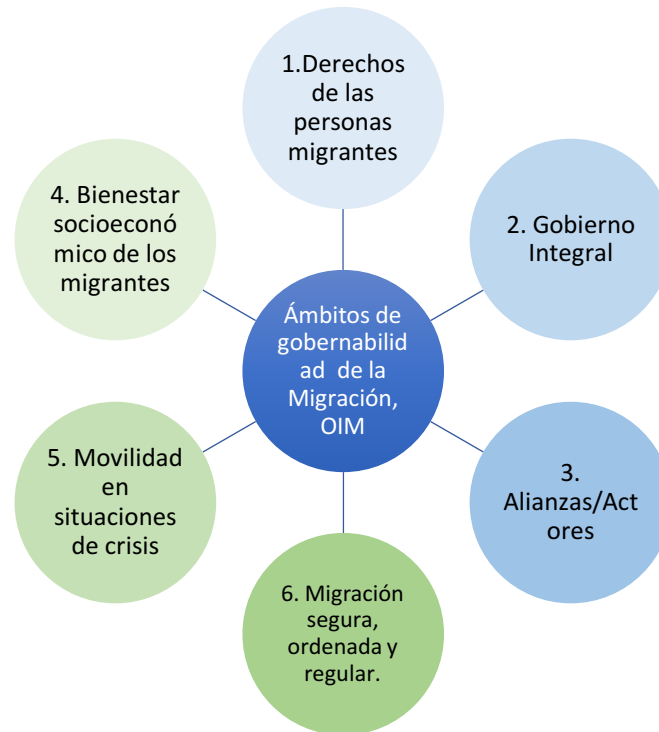 1.Derechos
de las
personas
migrantes
2. Gobierno
Integral
3.
Alianzas/Act
ores
6. Migración
segura,
ordenada y
regular.
5. Movilidad
en
situaciones
de crisis
4. Bienestar
socioeconó
mico de los
migrantes
Ámbitos de
gobernabilid
ad de la
Migración,
OIM